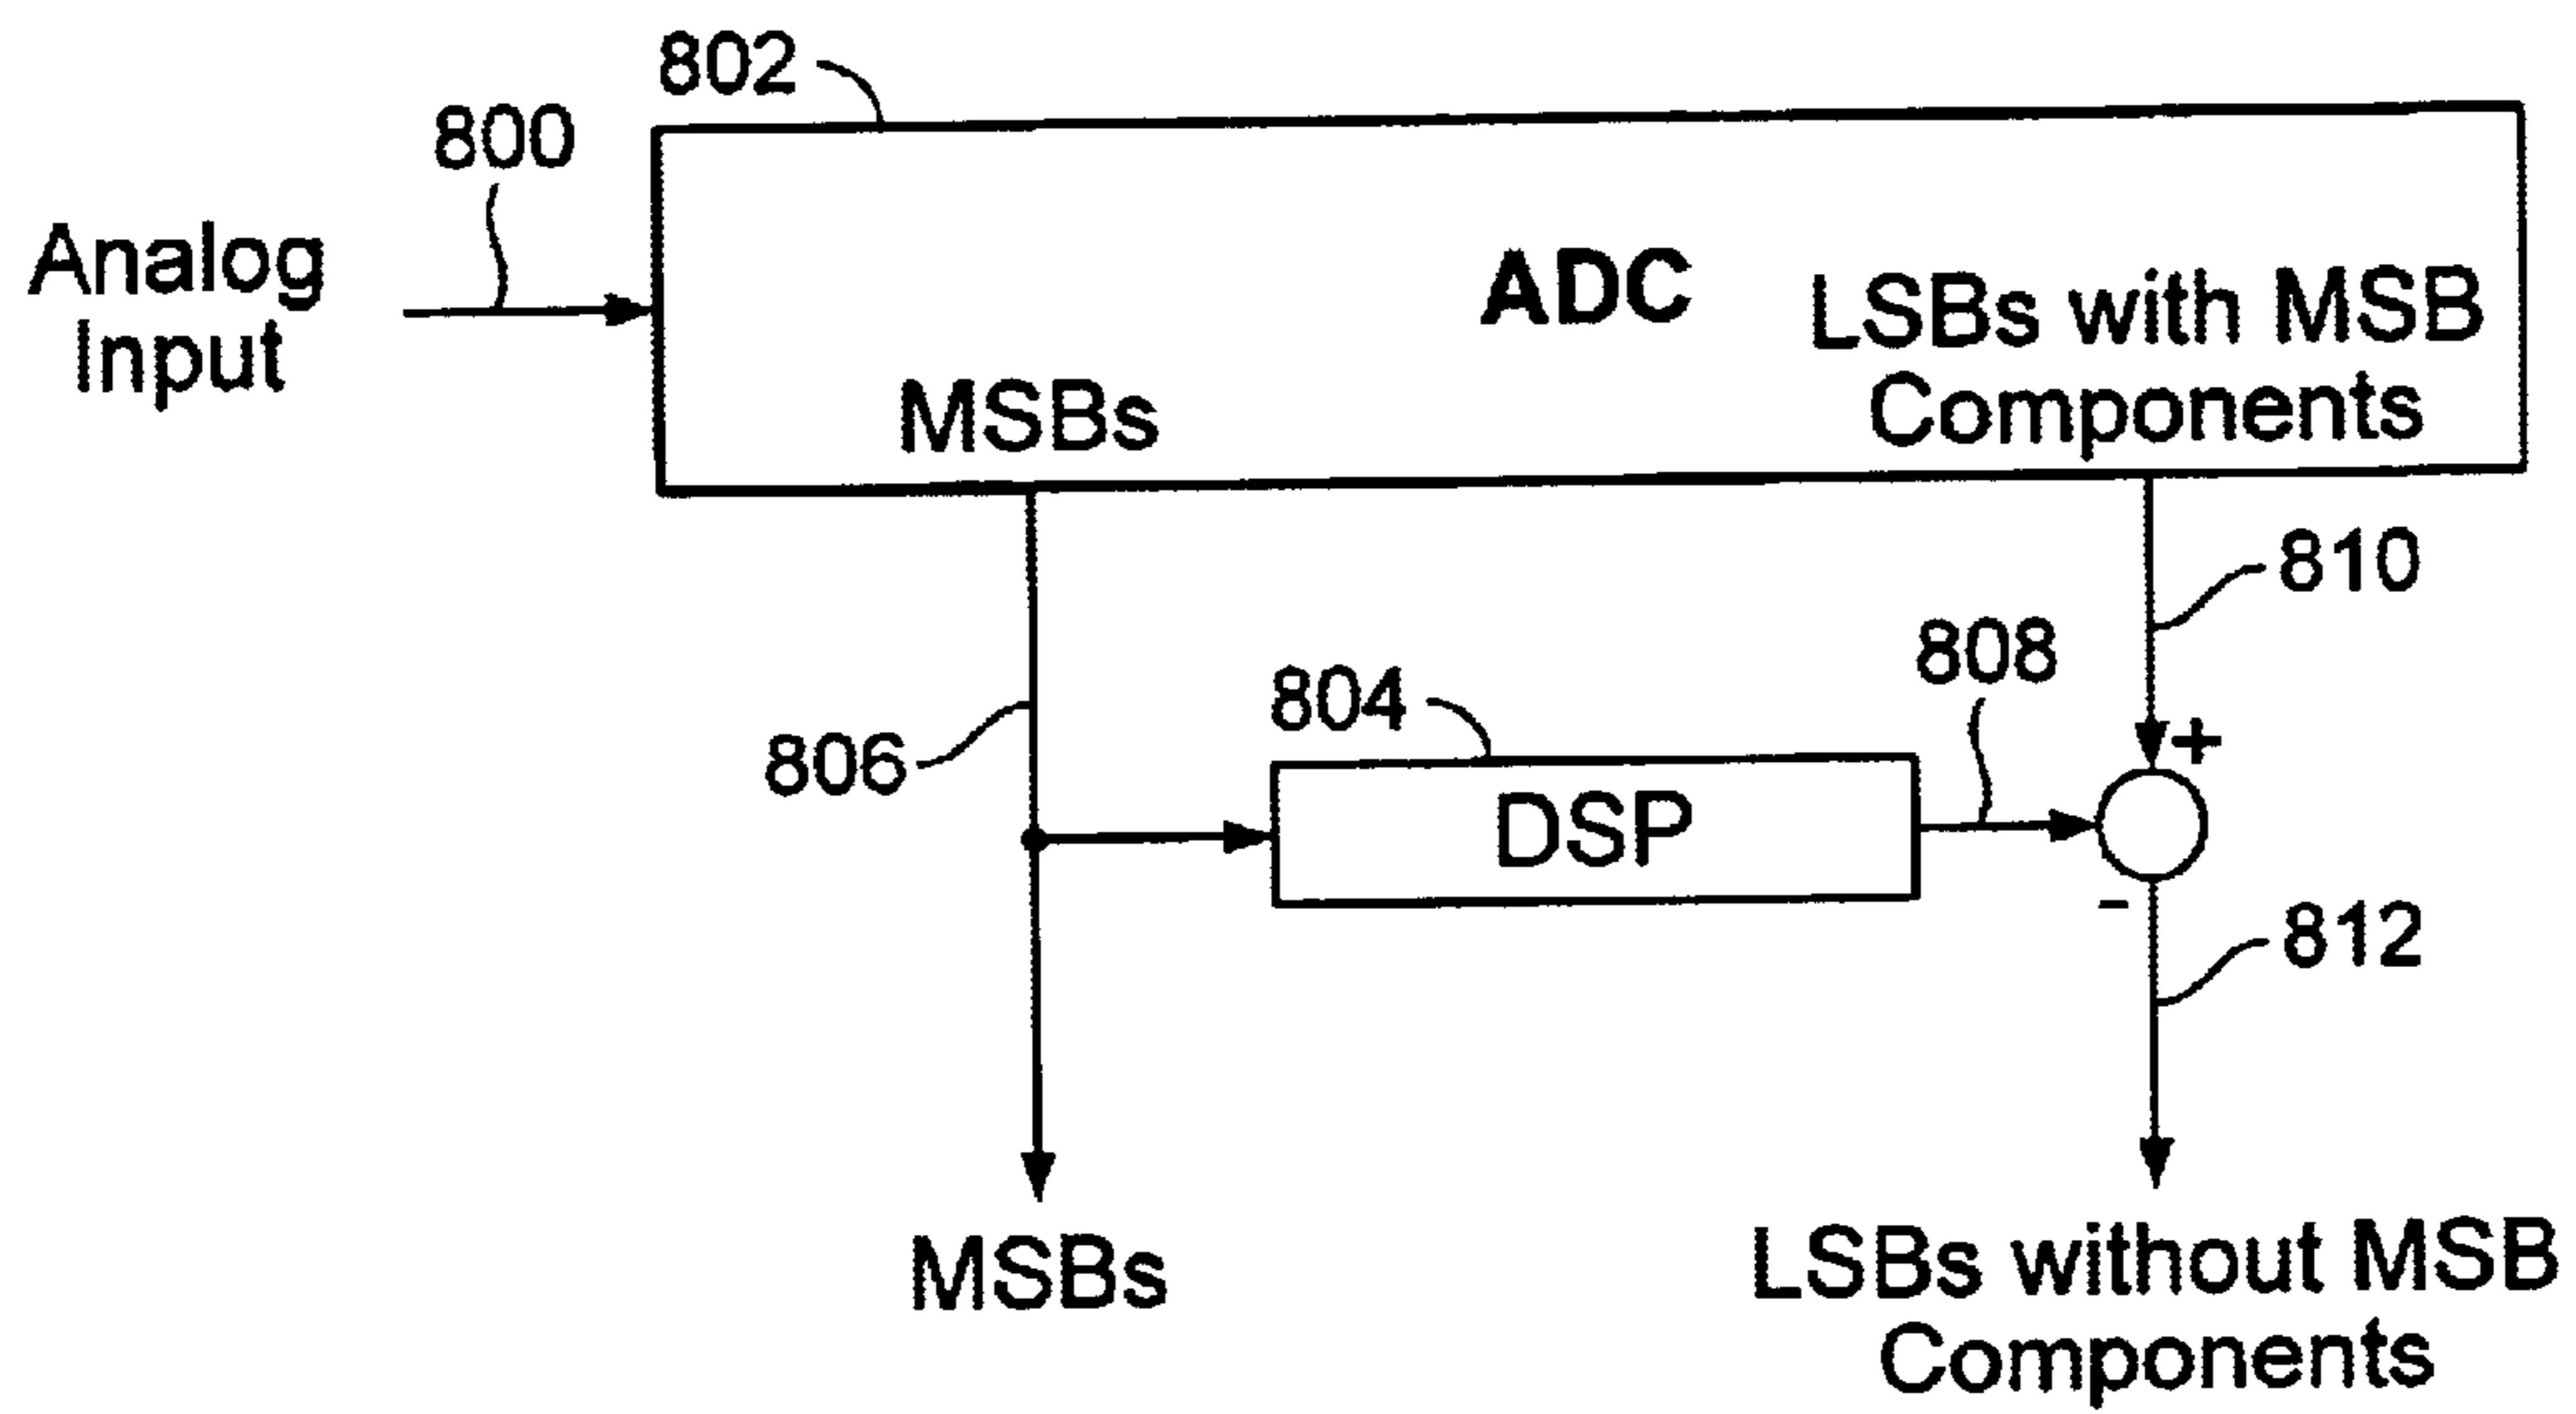 802
800
Analog
Input
ADC
LSBs with MSB
Components
MSBs
810
808
804
806
+
DSP
-
812
MSBs
LSBs without MSB
Components